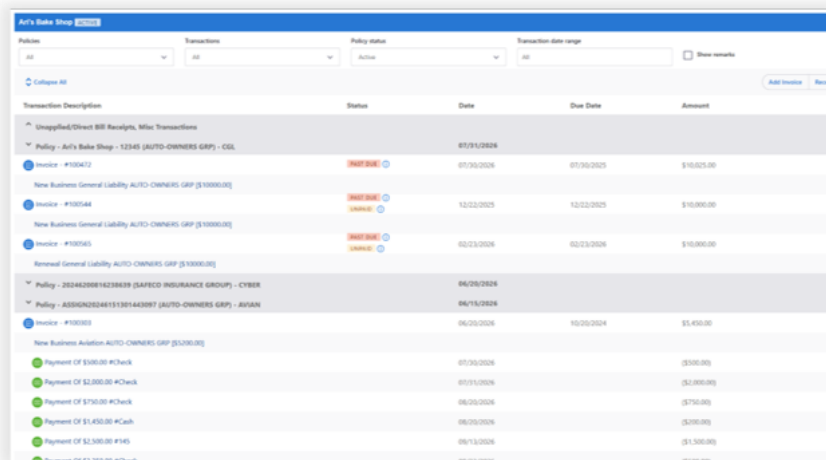 Ari's Bake Shop ACTIVE
Policies Transactions Policy status Transaction date range
All All Active All Show remarks
Collapse All Add Invoice
Transaction Description Status Date Due Date Amount
Unapplied/Direct Bill Receipts, Misc Transactions
Policy - Ari's Bake Shop - 12345 (AUTO-OWNERS GRP) - CGL 07/31/2026
Invoice - #100472 PAST DUE 07/30/2026 07/30/2025 $10,025.00
New Business General Liability AUTO-OWNERS GRP [$10000.00]
Invoice - #100544 PAST DUE UNPAID 12/22/2025 12/22/2025 $10,000.00
New Business General Liability AUTO-OWNERS GRP [$10000.00]
Invoice - #100565 PAST DUE UNPAID 02/23/2026 02/23/2026 $10,000.00
Renewal General Liability AUTO-OWNERS GRP [$10000.00]
Policy - (SAFECO INSURANCE GROUP) - CYBER 06/20/2026
Policy - (AUTO-OWNERS GRP) - AVIAN 06/15/2026
Invoice - #100303 06/20/2026 10/20/2024 $5,450.00
New Business Aviation AUTO-OWNERS GRP [$5200.00]
Payment Of $500.00 #Check 07/30/2026 ($500.00)
Payment Of $2,000.00 #Check 07/31/2026 ($2,000.00)
Payment Of $750.00 #Check 08/20/2026 ($750.00)
Payment Of $1,450.00 #Cash 08/20/2026 ($200.00)
Payment Of $2,500.00 #145 09/13/2026 ($1,500.00)